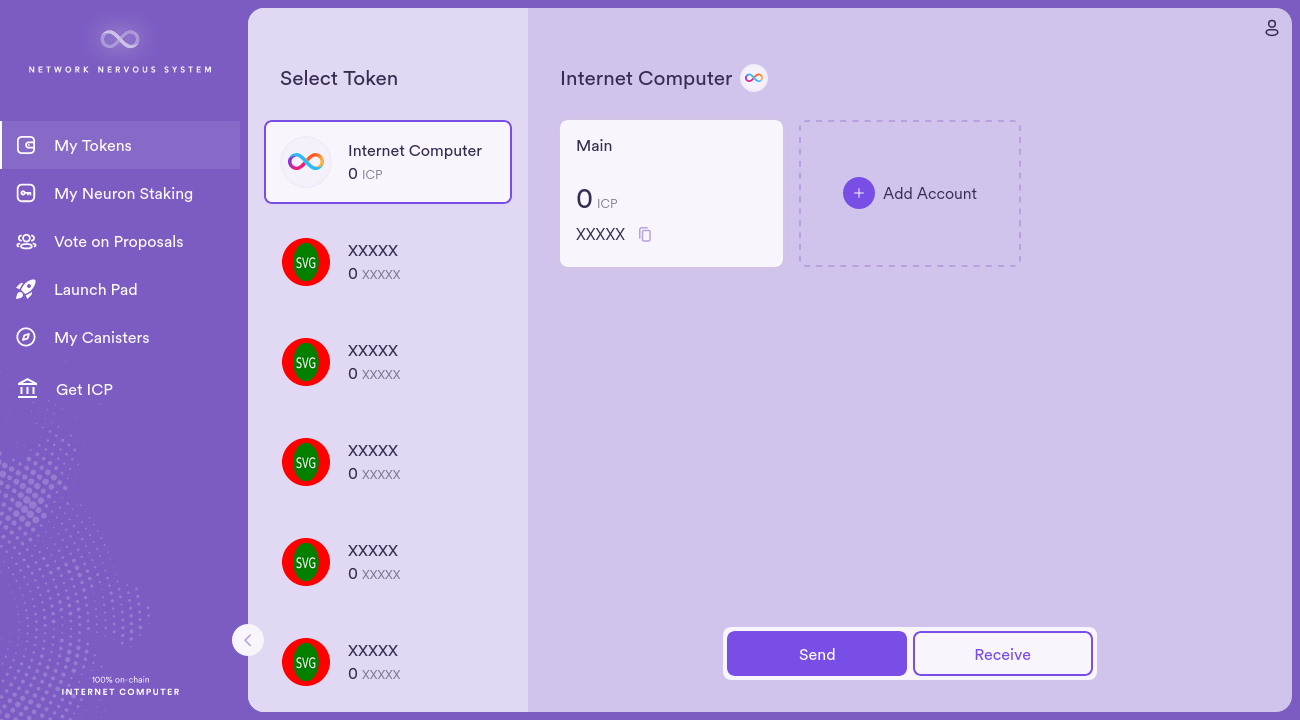 NETWORK NERVOUS SYSTEM
My Tokens
My Neuron Staking
Vote on Proposals
Launch Pad
My Canisters
Get ICP
100% on-chain
INTERNET COMPUTER
Select Token
Internet Computer
0 ICP
SVG
XXXXX
0 XXXXX
SVG
XXXXX
0 XXXXX
SVG
XXXXX
0 XXXXX
SVG
XXXXX
0 XXXXX
SVG
XXXXX
0 XXXXX
Internet Computer
Main
0 ICP
XXXXX
Add Account
Send
Receive